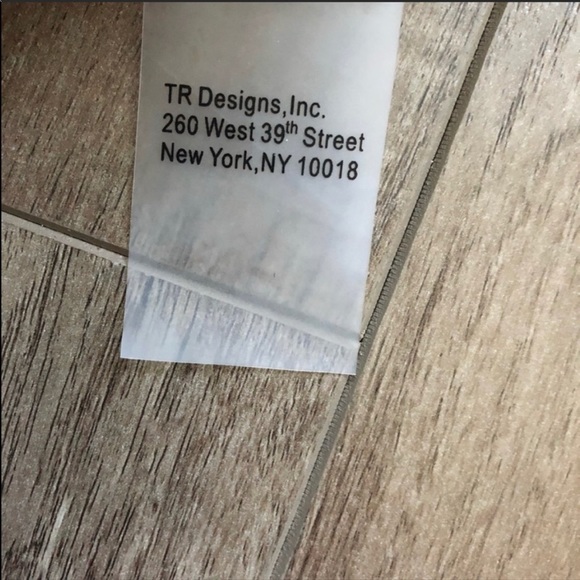 TR Designs,Inc.
260 West 39th Street
New York,NY 10018